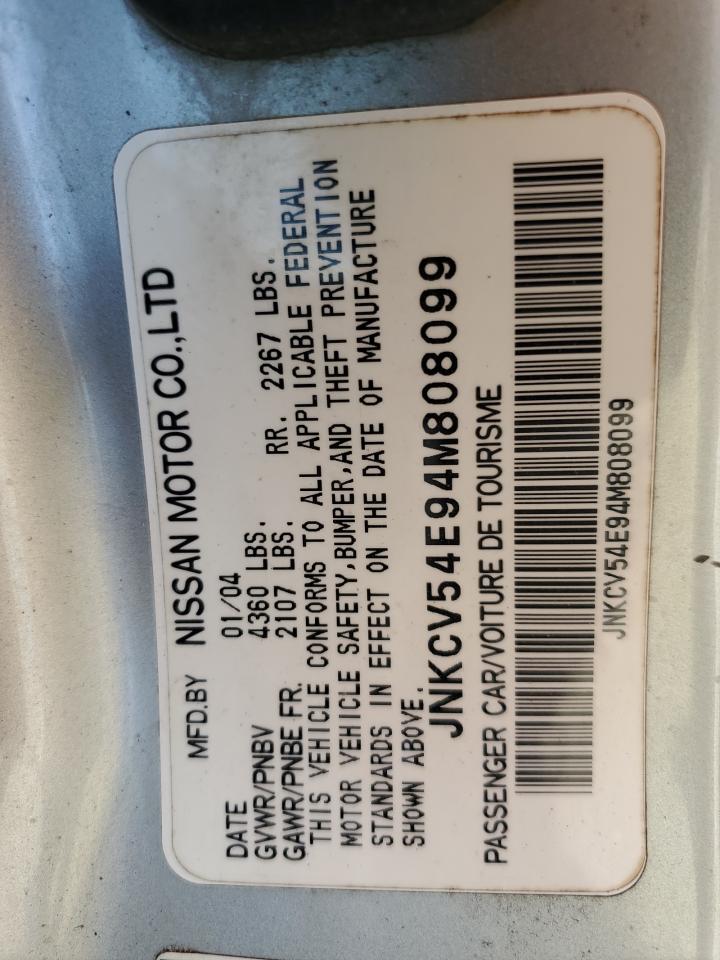 MFD.BY NISSAN MOTOR CO.,LTD
DATE 01/04
GVWR/PNBV 4360 LBS.
GAWR/PNBE FR. 2107 LBS. RR. 2267 LBS.
THIS VEHICLE CONFORMS TO ALL APPLICABLE FEDERAL
MOTOR VEHICLE SAFETY,BUMPER,AND THEFT PREVENTION
STANDARDS IN EFFECT ON THE DATE OF MANUFACTURE
SHOWN ABOVE.
JNKCV54E94M808099
PASSENGER CAR/VOITURE DE TOURISME
JNKCV54E94M808099